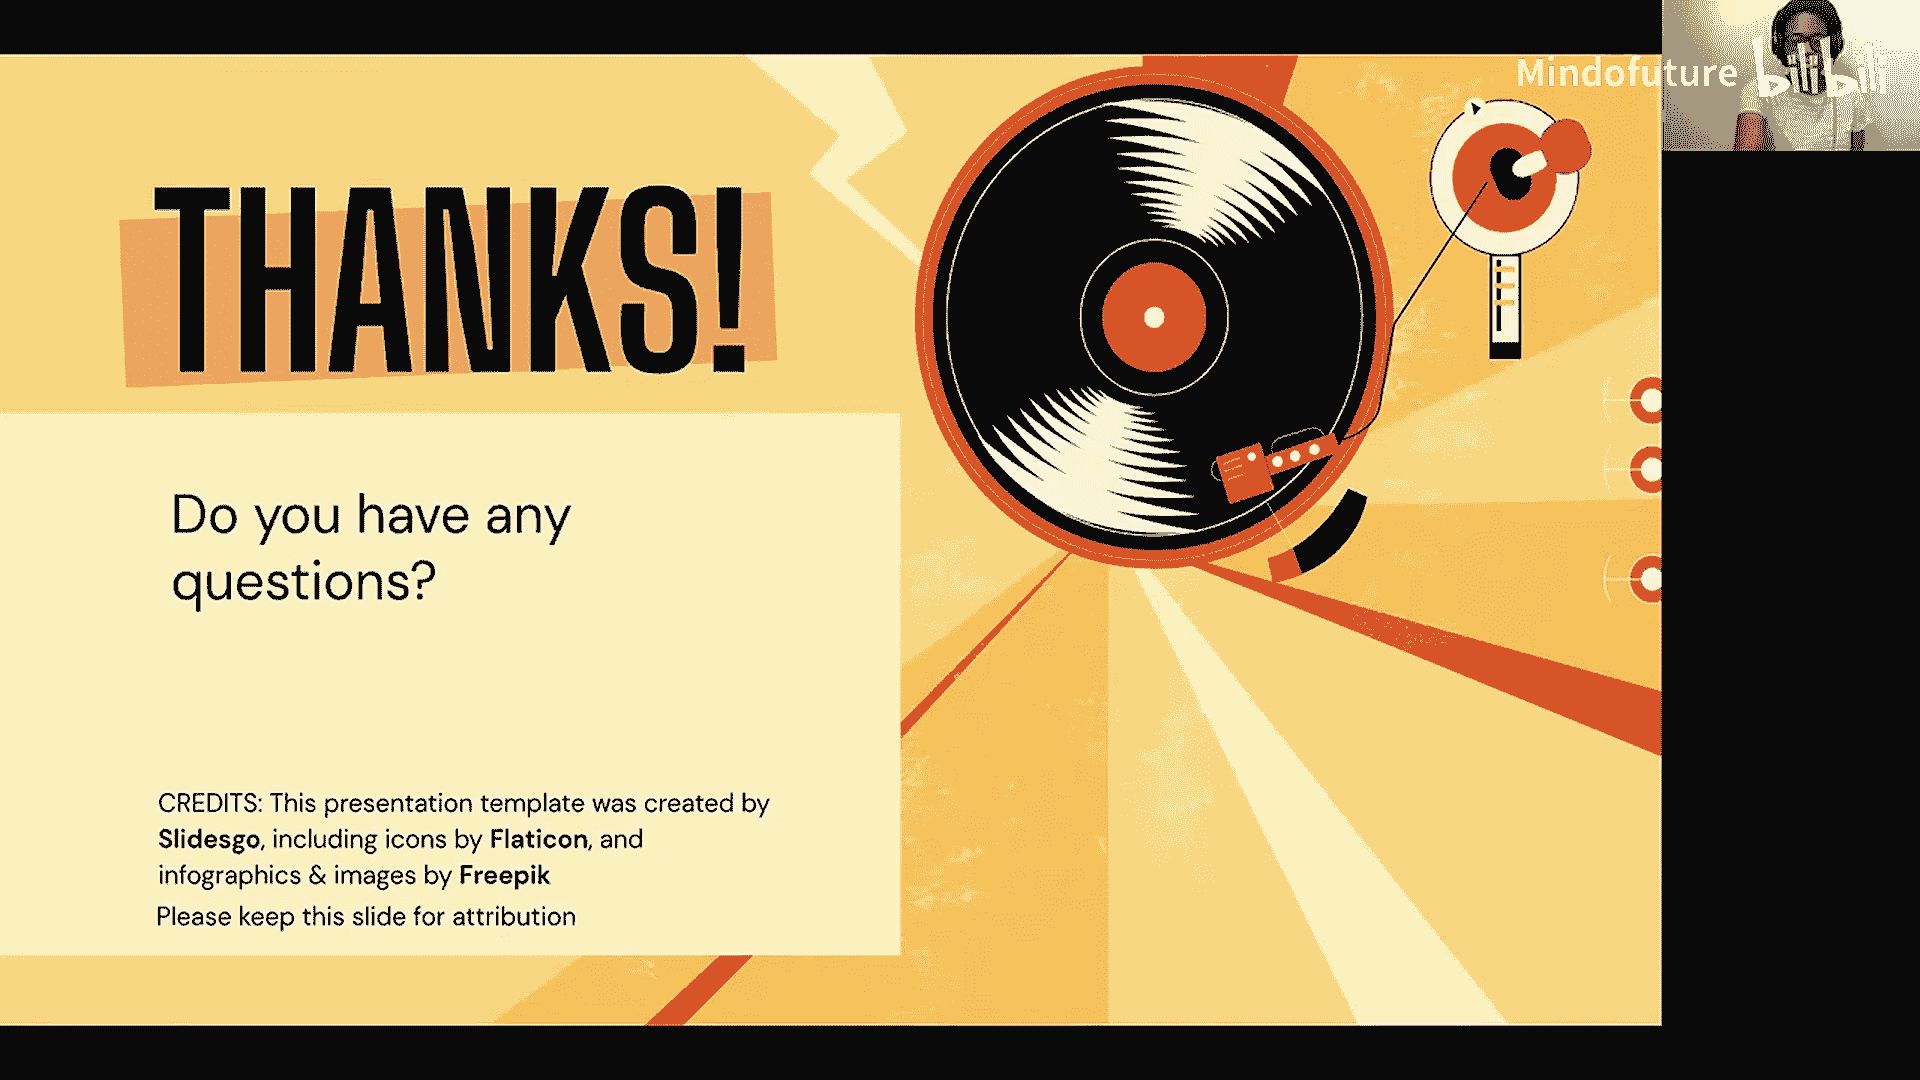 Mindofuture bilibili
THANKS!
Do you have any
questions?
CREDITS: This presentation template was created by
Slidesgo, including icons by Flaticon, and
infographics & images by Freepik
Please keep this slide for attribution